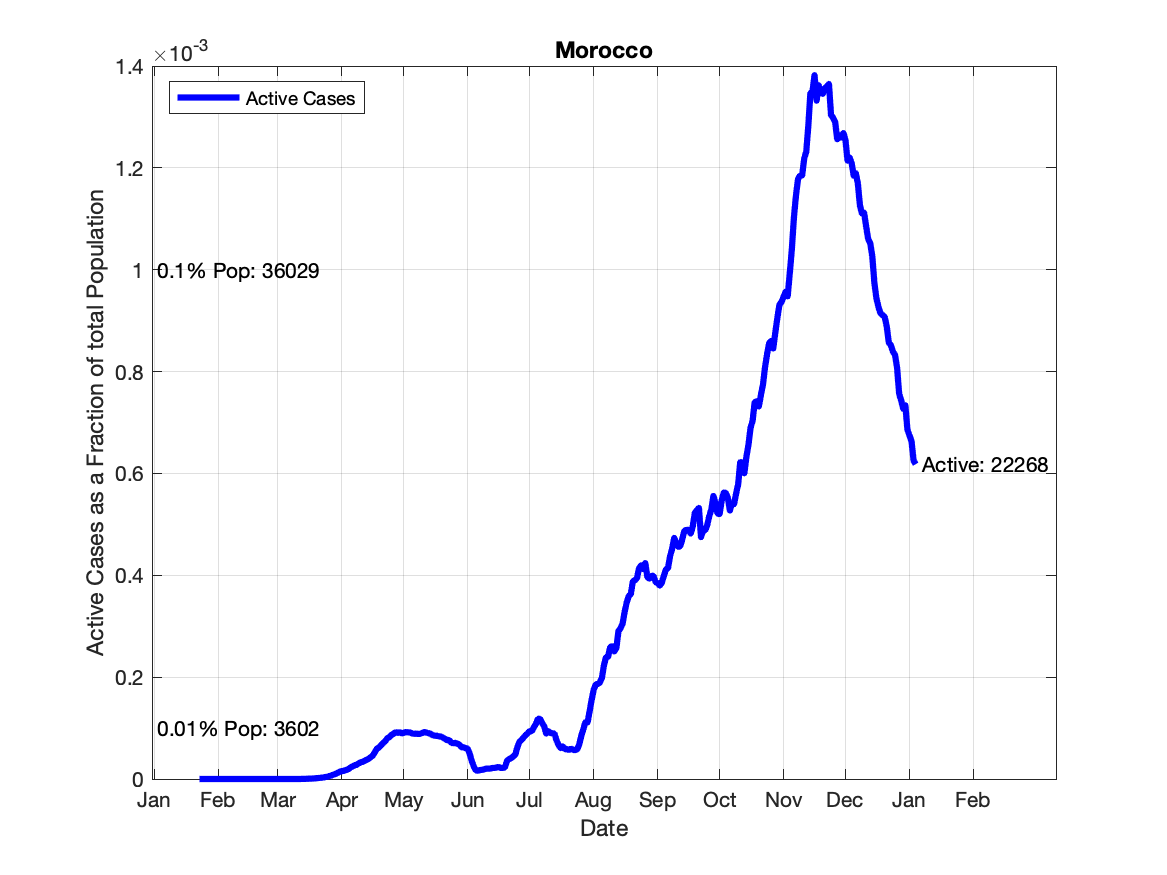 Morocco
×10-3
1.4
1.2
1
0.8
0.6
0.4
0.2
0
Active Cases
0.1% Pop: 36029
0.01% Pop: 3602
Active: 22268
Active Cases as a Fraction of total Population
Jan Feb Mar Apr May Jun Jul Aug Sep Oct Nov Dec Jan Feb
Date